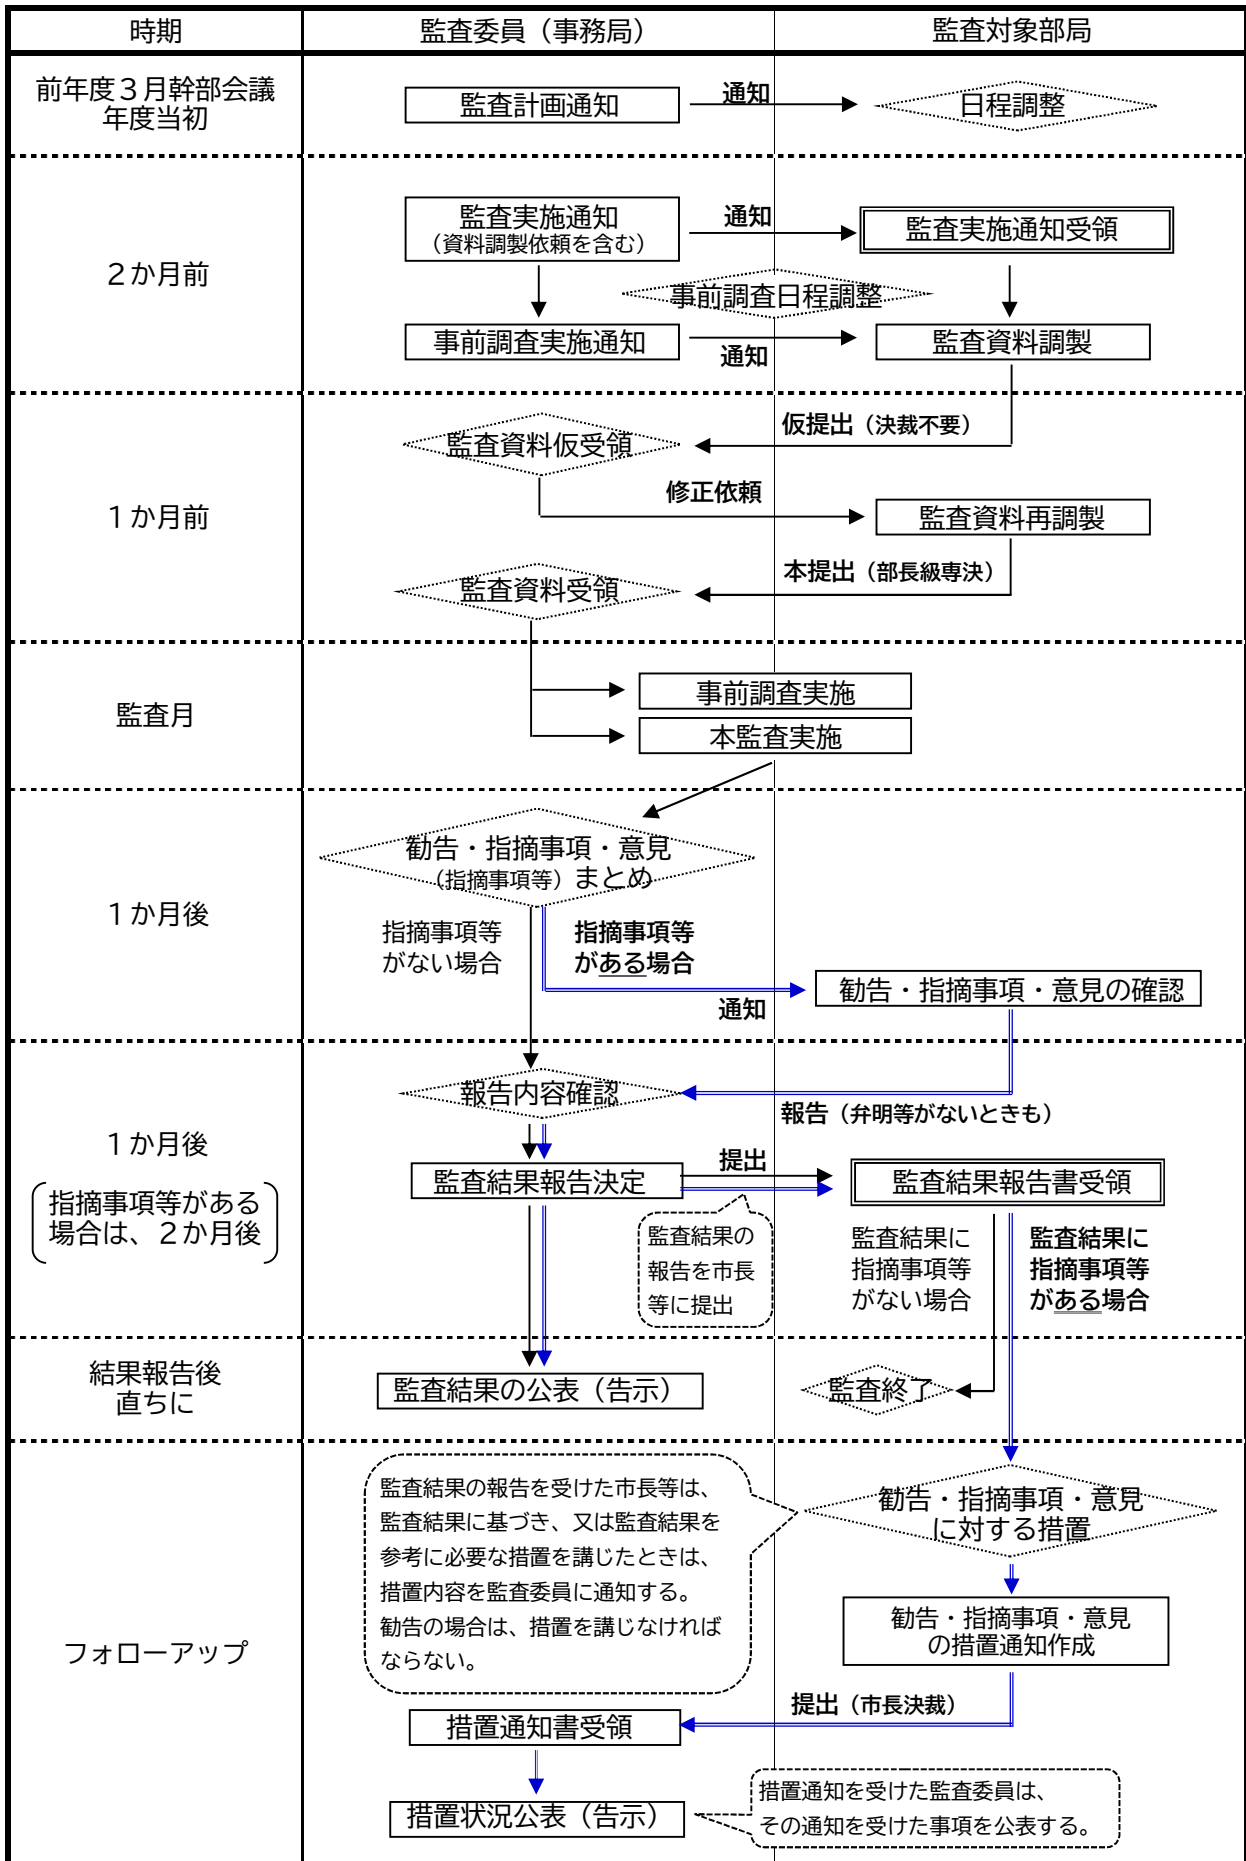 時期
監査委員（事務局）
監査対象部局
前年度３月幹部会議
年度当初
監査計画通知
通知
日程調整
２か月前
監査実施通知
（資料調製依頼を含む）
通知
監査実施通知受領
事前調査日程調整
事前調査実施通知
通知
監査資料調製
１か月前
仮提出（決裁不要）
監査資料仮受領
修正依頼
監査資料再調製
本提出（部長級専決）
監査資料受領
監査月
事前調査実施
本監査実施
１か月後
勧告・指摘事項・意見
（指摘事項等）まとめ
指摘事項等
がない場合
指摘事項等
がある場合
通知
勧告・指摘事項・意見の確認
１か月後
指摘事項等がある
場合は、２か月後
報告内容確認
報告（弁明等がないときも）
監査結果報告決定
提出
監査結果報告書受領
監査結果の
報告を市長
等に提出
監査結果に
指摘事項等
がない場合
監査結果に
指摘事項等
がある場合
結果報告後
直ちに
監査結果の公表（告示）
監査終了
フォローアップ
監査結果の報告を受けた市長等は、
監査結果に基づき、又は監査結果を
参考に必要な措置を講じたときは、
措置内容を監査委員に通知する。
勧告の場合は、措置を講じなければ
ならない。
勧告・指摘事項・意見
に対する措置
勧告・指摘事項・意見
の措置通知作成
提出（市長決裁）
措置通知書受領
措置状況公表（告示）
措置通知を受けた監査委員は、
その通知を受けた事項を公表する。